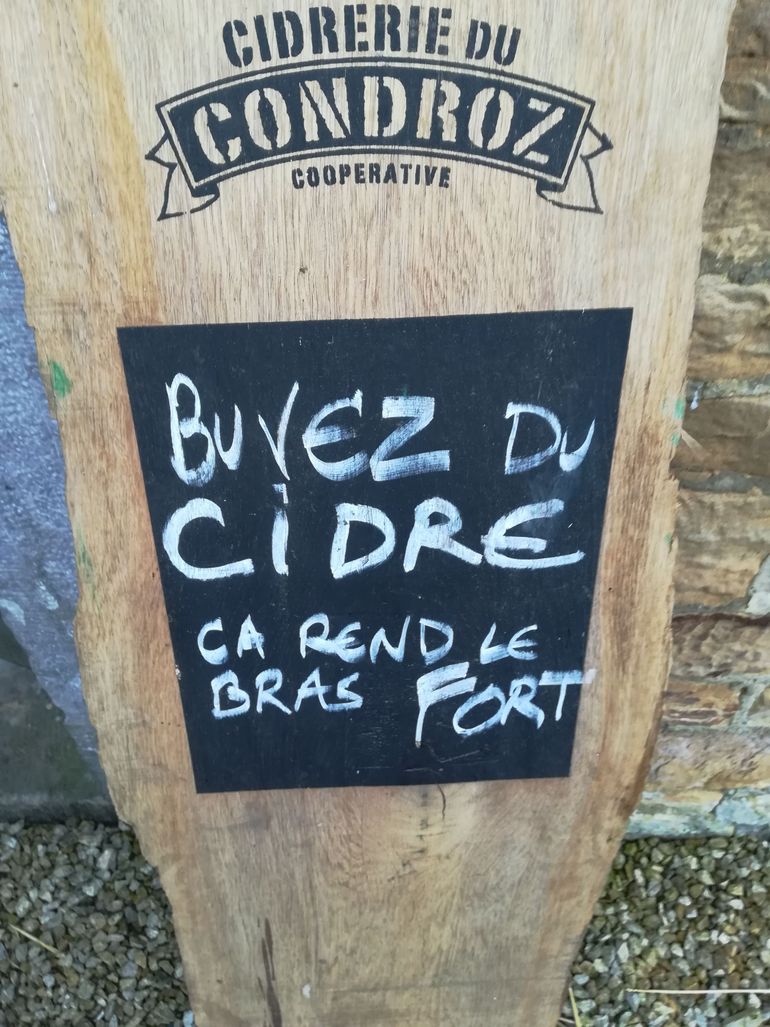 CIDRERIE DU
CONDROZ
COOPERATIVE
BUVEZ DU
CiDRE
CA REND LE
BRAS FORT